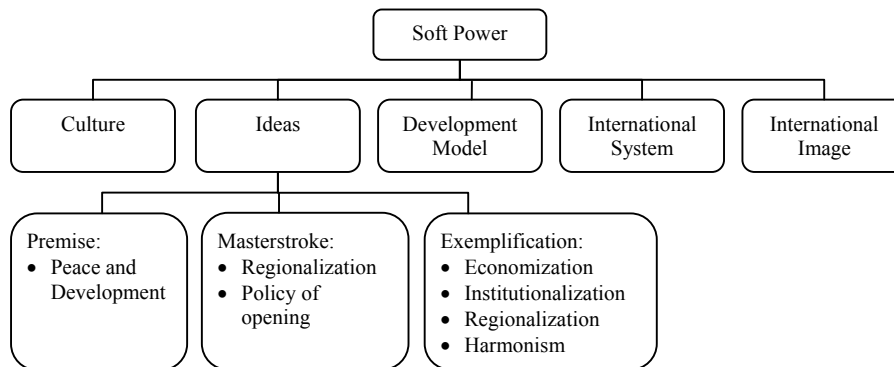 Soft Power
Culture
Ideas
Development
Model
International
System
International
Image
Premise:
• Peace and
Development
Masterstroke:
• Regionalization
• Policy of
opening
Exemplification:
• Economization
• Institutionalization
• Regionalization
• Harmonism